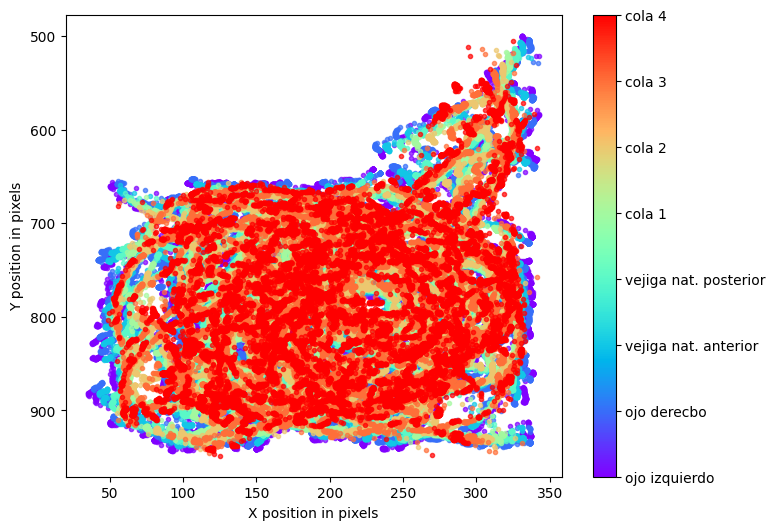 Y position in pixels
500
600
700
800
900
50
100
150
200
250
300
350
X position in pixels
cola 4
cola 3
cola 2
cola 1
vejiga nat. posterior
vejiga nat. anterior
ojo derecbo
ojo izquierdo